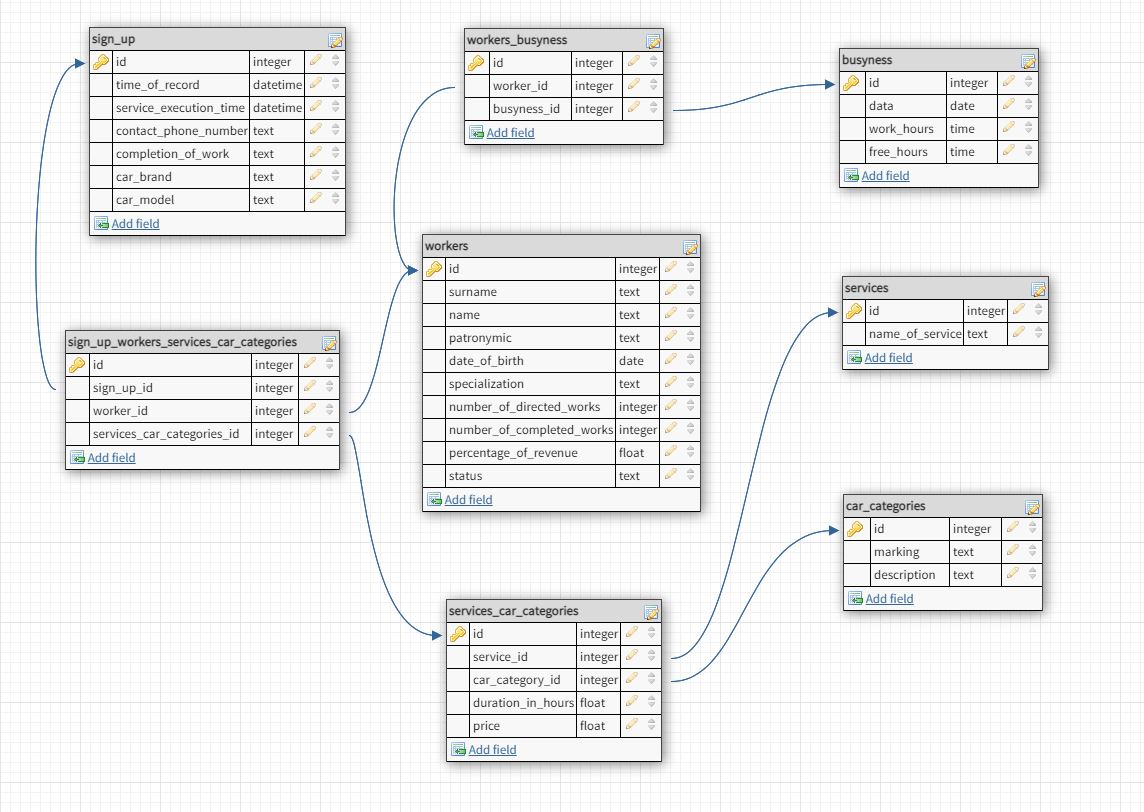 sign_up
id integer
time_of_record datetime
service_execution_time datetime
contact_phone_number text
completion_of_work text
car_brand text
car_model text
Add field
workers_busyness
id integer
worker_id integer
busyness_id integer
Add field
busyness
id integer
data date
work_hours time
free_hours time
Add field
workers
id integer
surname text
name text
patronymic text
date_of_birth date
specialization text
number_of_directed_works integer
number_of_completed_works integer
percentage_of_revenue float
status text
Add field
services
id integer
name_of_service text
Add field
sign_up_workers_services_car_categories
id integer
sign_up_id integer
worker_id integer
services_car_categories_id integer
Add field
car_categories
id integer
marking text
description text
Add field
services_car_categories
id integer
service_id integer
car_category_id integer
duration_in_hours float
price float
Add field